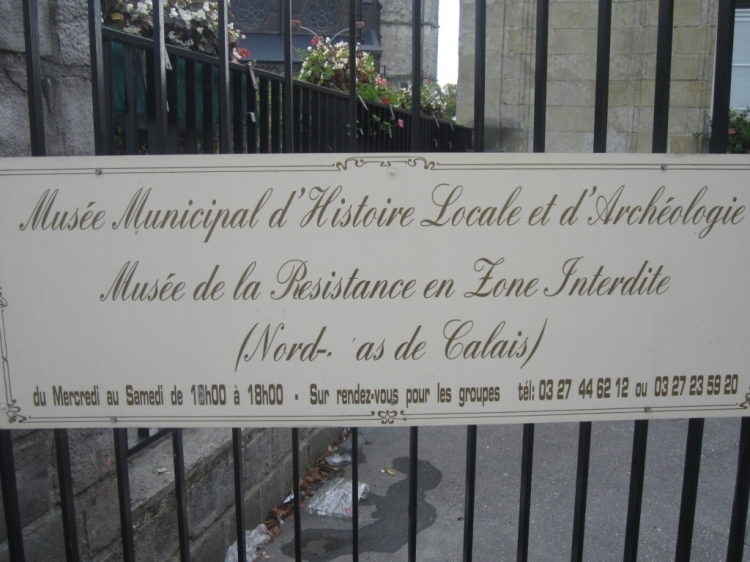 Musée Municipal d'Histoire Locale et d'Archéologie
Musée de la Resistance en Zone Interdite
(Nord- as de Calais)
du Mercredi au Samedi de à 18h00 - Sur rendez-vous pour les groupes tél: 03 27 44 62 12 ou 03 27 23 59 20